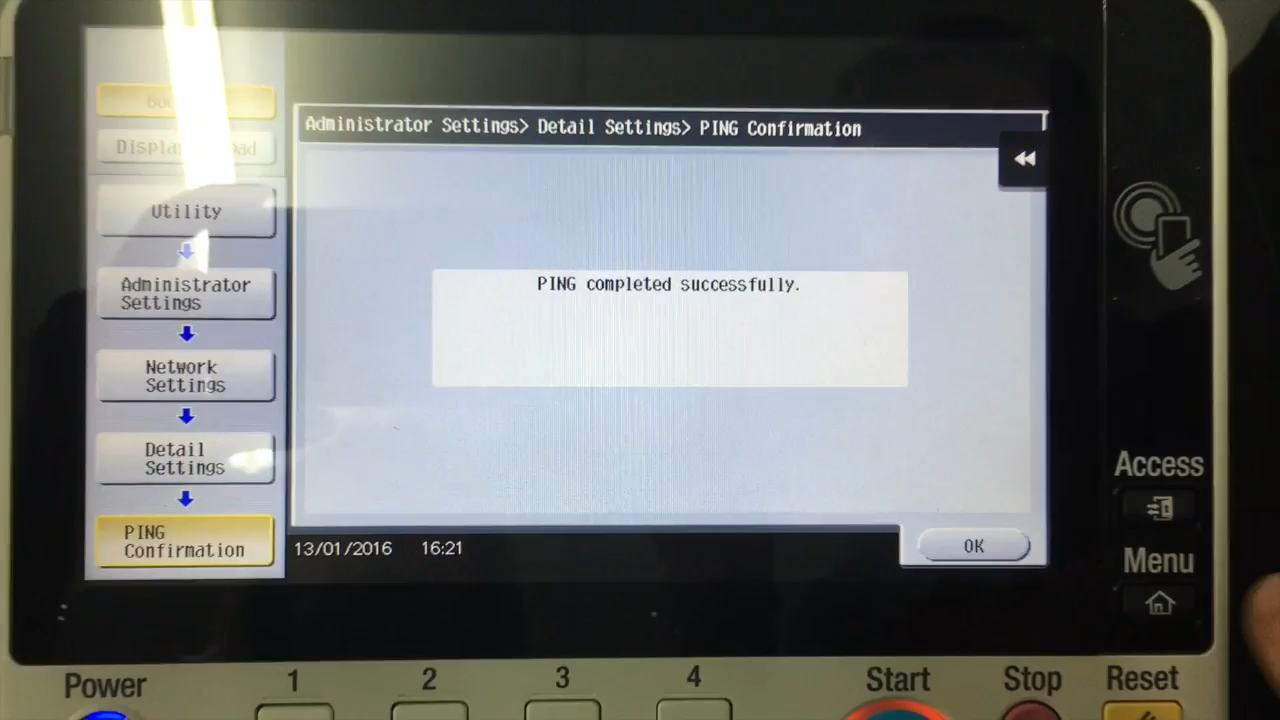 Administrator Settings> Detail Settings> PING Confirmation
Utility
Administrator
Settings
Network
Settings
Detail
Settings
PING
Confirmation
PING completed successfully.
13/01/2016 16:21
OK
Access
Menu
Power
1
2
3
4
Start
Stop
Reset